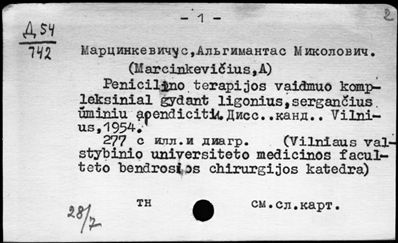 - 1 -
2
Д,54
742
Марцинкевичус,Альгимантас Миколович.
(Marcinkevičius,A)
Penicilino terapijos vaidmuo komp-
leksiniai gydant ligonius,sergančius
ūminiu apendicitu.Дисс..канд.. Vilni-
us,1954.
277 с илл.и диагр. (Vilniaus val-
stybinio universiteto medicinos facul-
teto bendrosios chirurgijos katedra)
28/7
тн см.сл.карт.